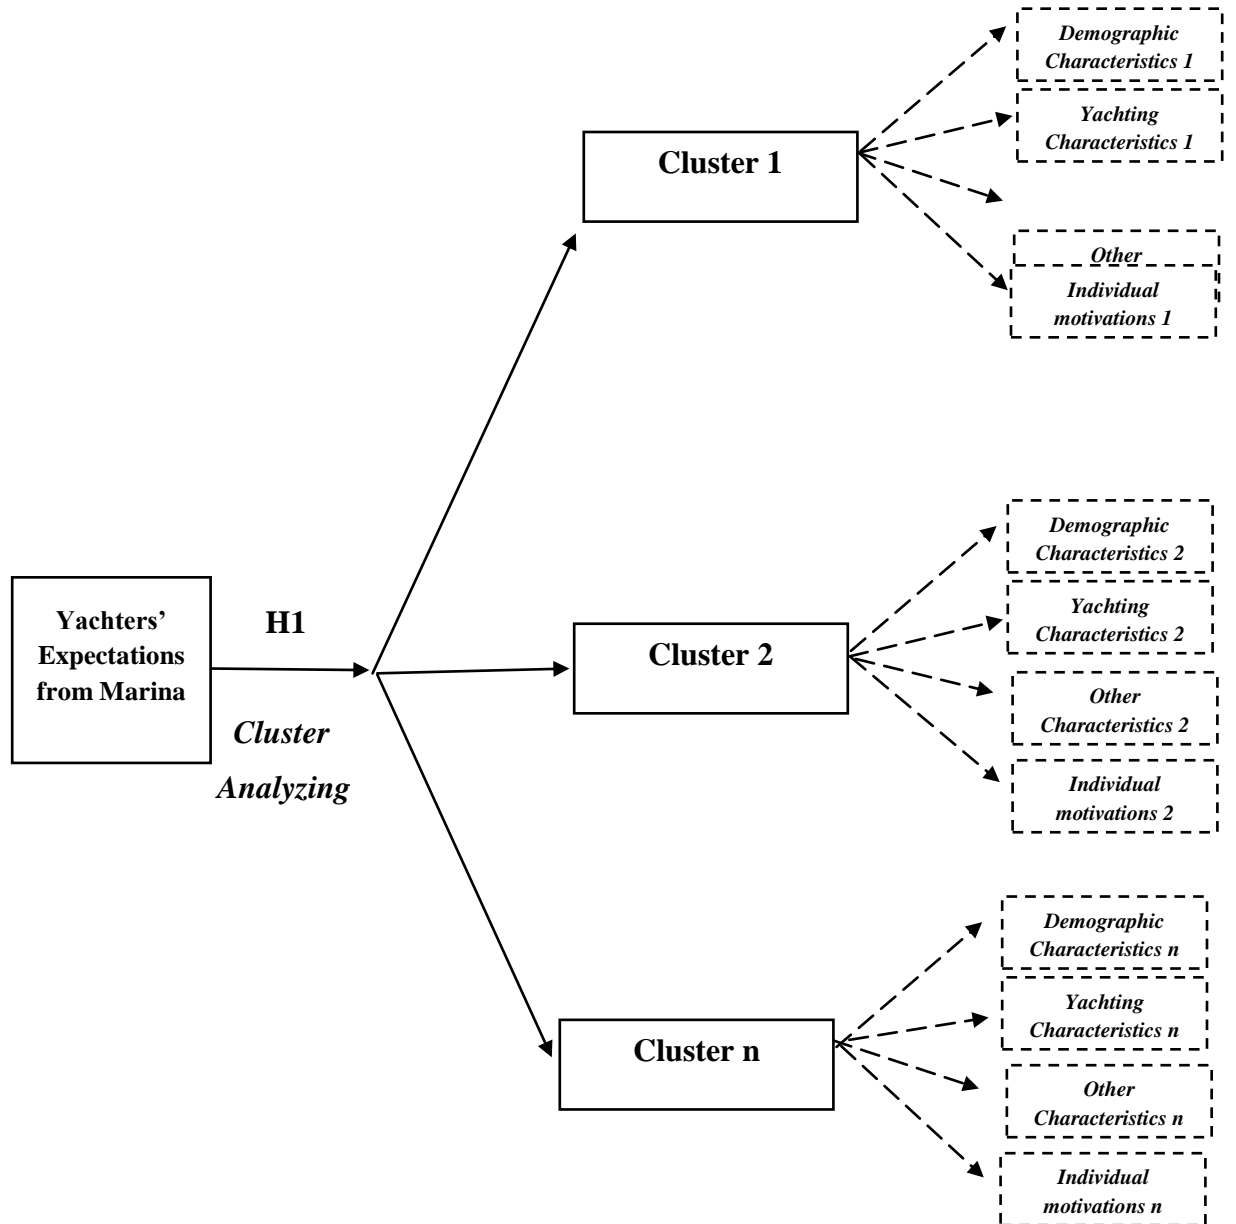 Demographic
Characteristics 1
Yachting
Characteristics 1
Cluster 1
Other
Individual
motivations 1
Demographic
Characteristics 2
Yachting
Characteristics 2
Yachters’
Expectations
from Marina
H1
Cluster 2
Other
Characteristics 2
Cluster
Analyzing
Individual
motivations 2
Demographic
Characteristics n
Yachting
Characteristics n
Cluster n
Other
Characteristics n
Individual
motivations n